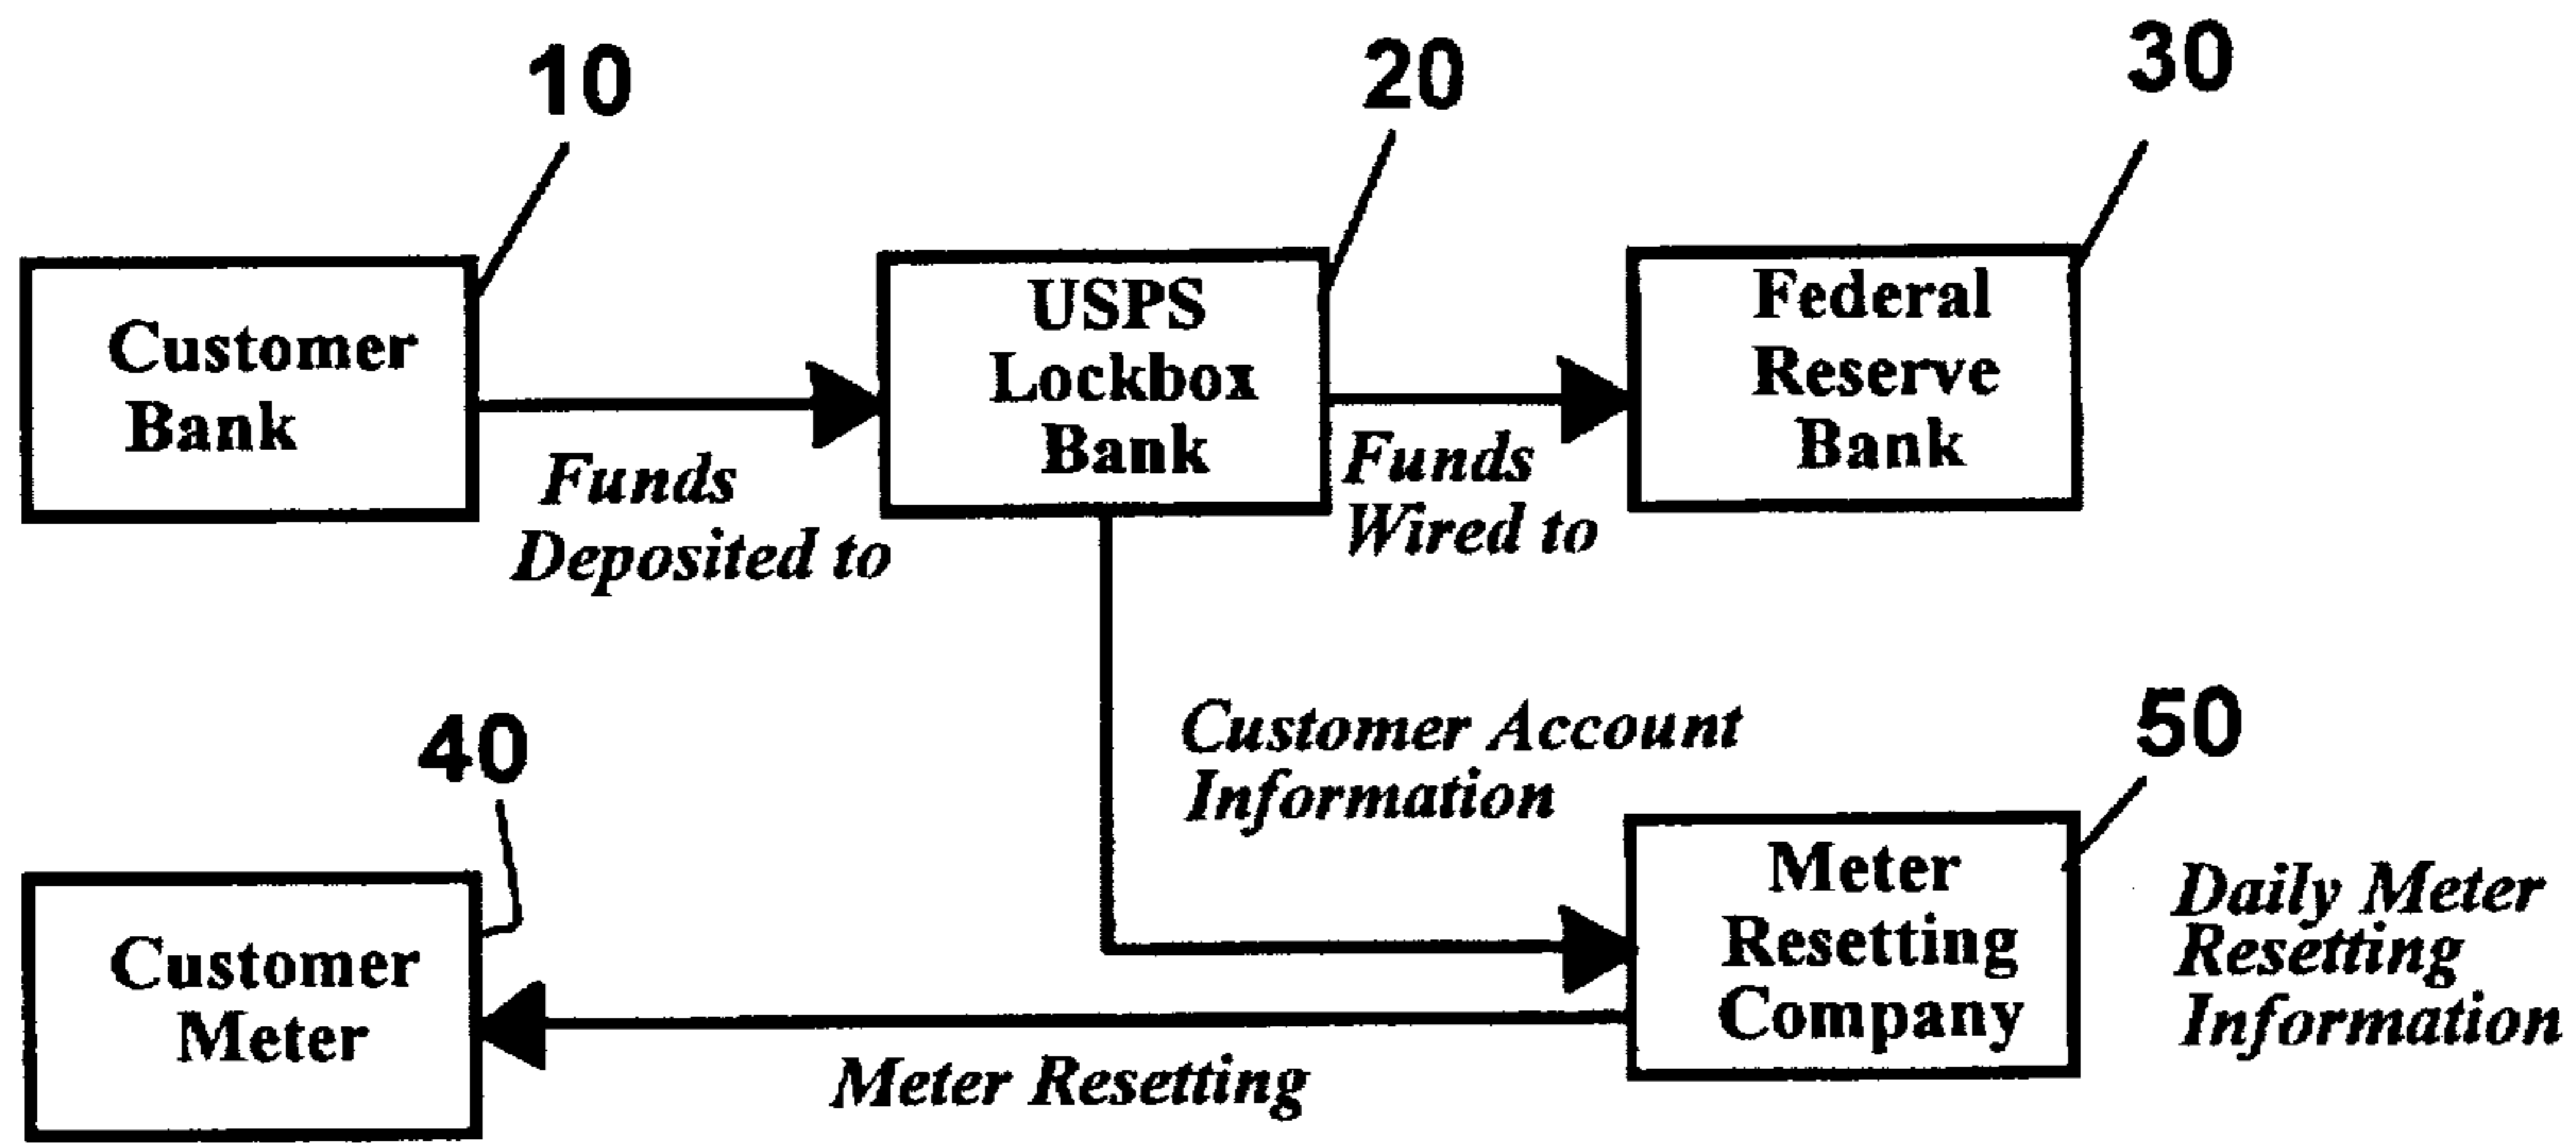 10
20
30
Customer
Bank
USPS
Lockbox
Bank
Federal
Reserve
Bank
Funds
Deposited to
Funds
Wired to
40
Customer Account
Information
50
Customer
Meter
Meter
Resetting
Company
Daily Meter
Resetting
Information
Meter Resetting